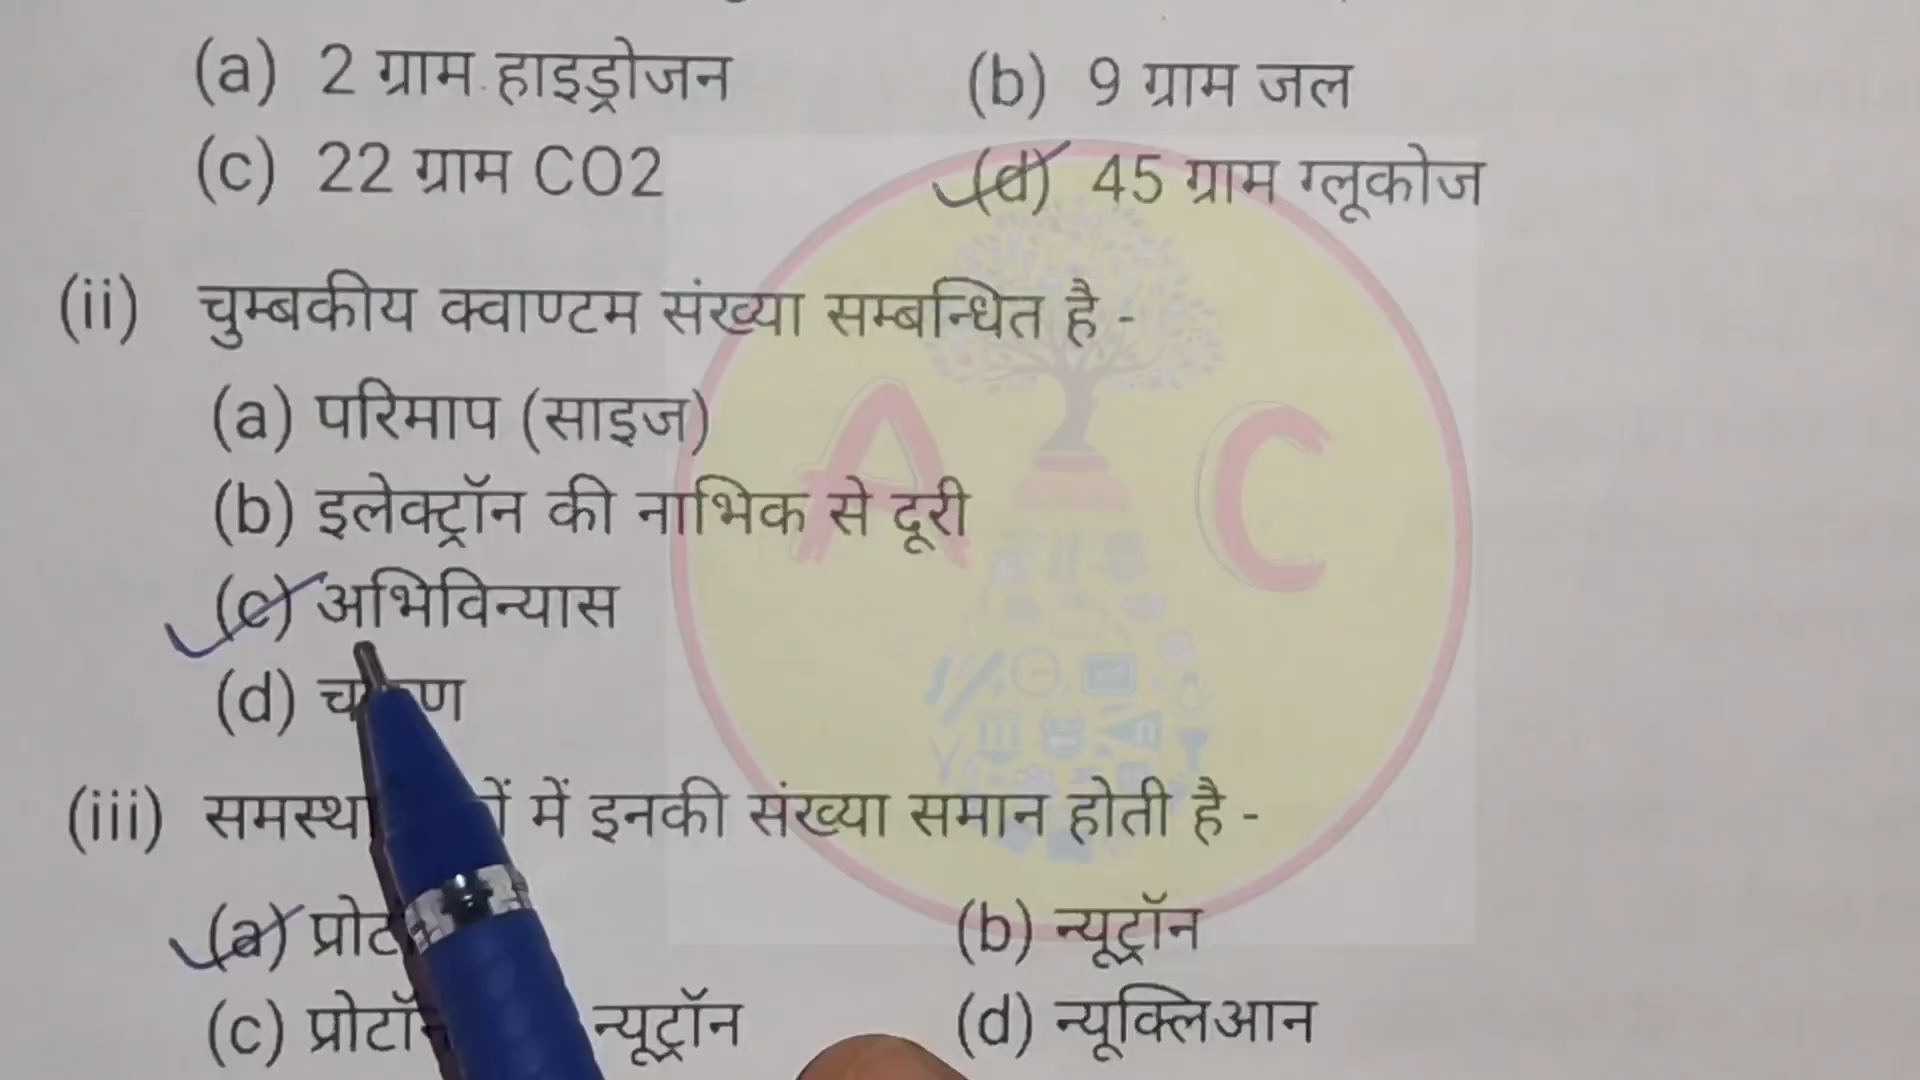 (a) 2 ग्राम हाइड्रोजन (b) 9 ग्राम जल
(c) 22 ग्राम CO2 (d) 45 ग्राम ग्लूकोज
(ii) चुम्बकीय क्वाण्टम संख्या सम्बन्धित है -
(a) परिमाप (साइज)
(b) इलेक्ट्रॉन की नाभिक से दूरी
(c) अभिविन्यास
(d)
(iii) में इनकी संख्या समान होती है -
(a) (b) न्यूट्रॉन
(c) न्यूट्रॉन (d) न्यूक्लिआन
A C